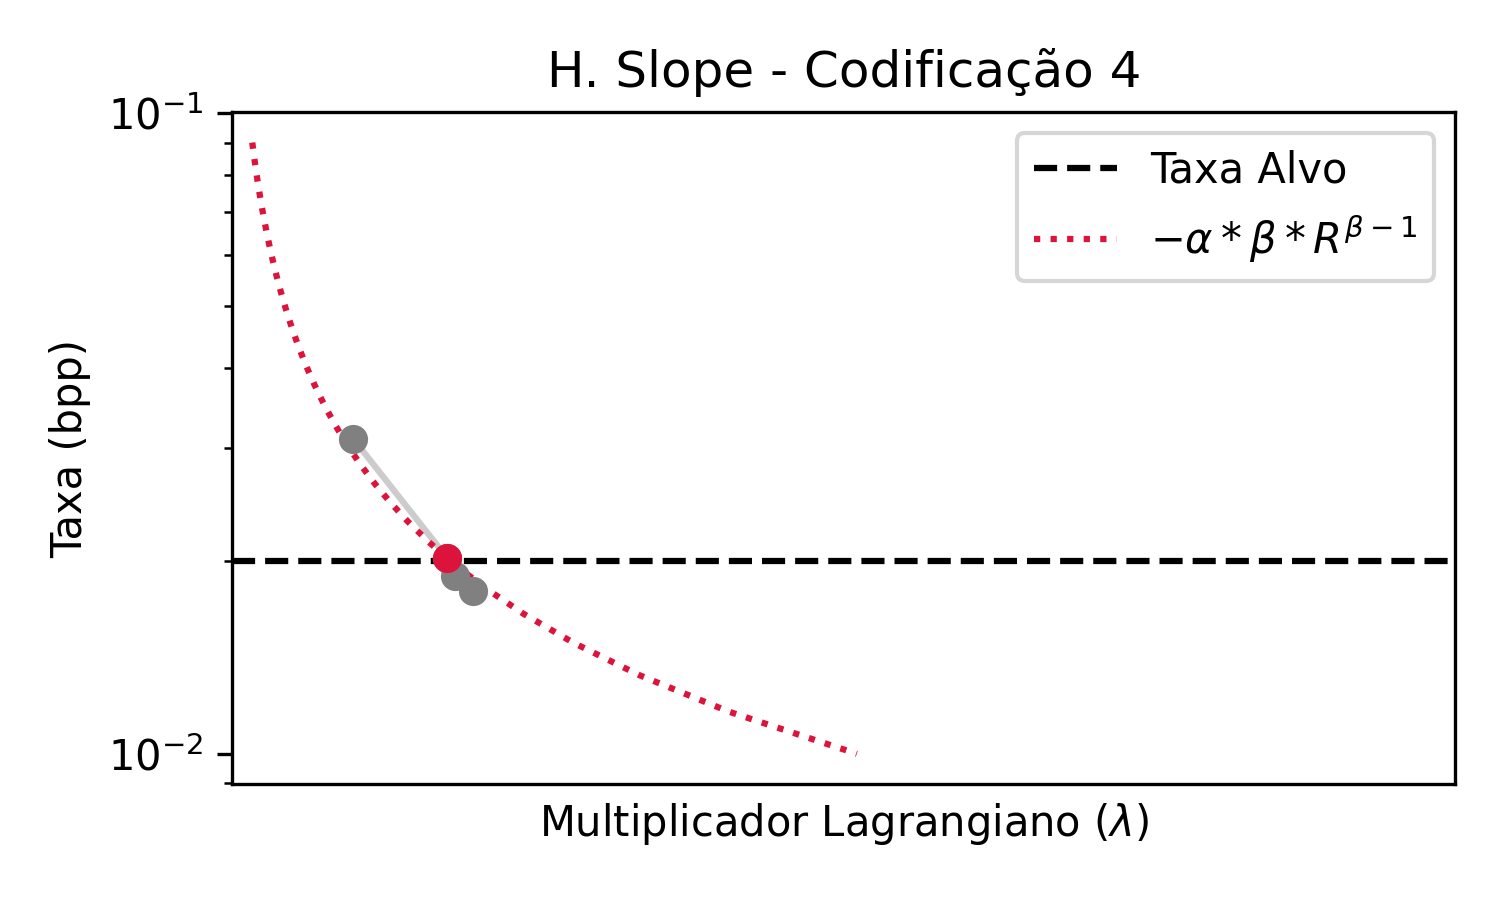 H. Slope - Codificação 4
10⁻¹
Taxa Alvo
−α * β * R^{β − 1}
Taxa (bpp)
10⁻²
Multiplicador Lagrangiano (λ)